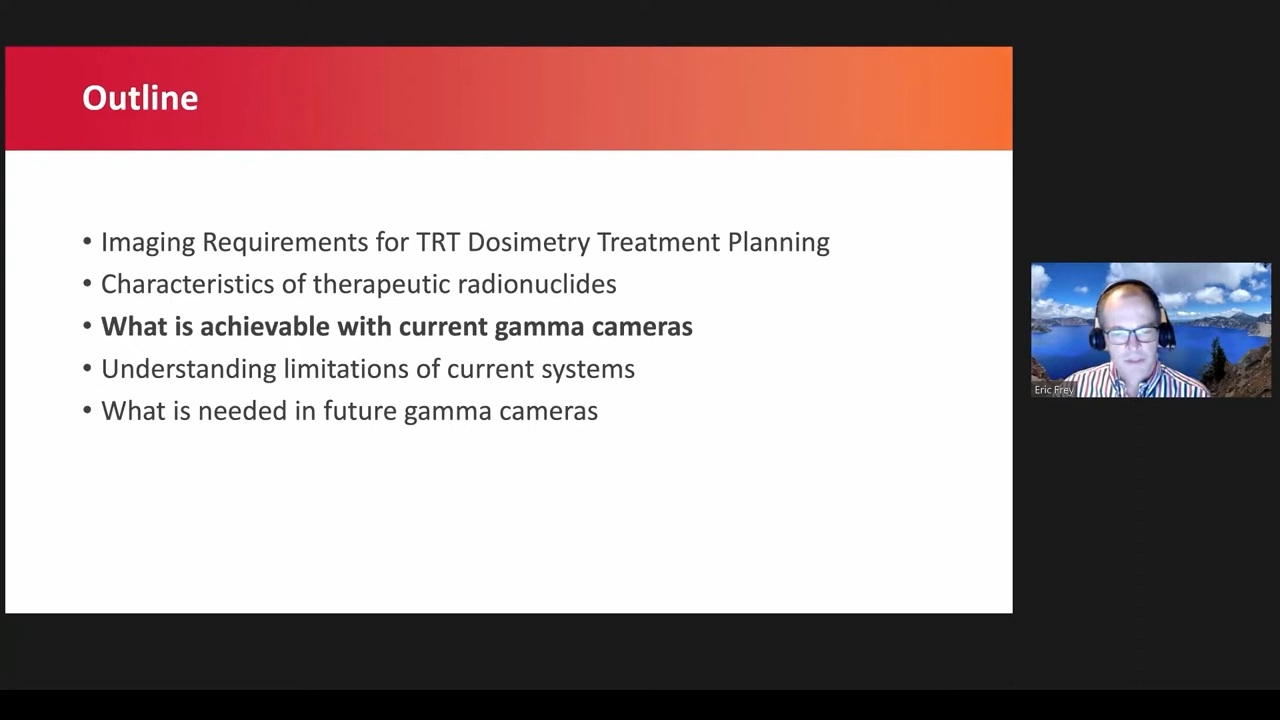 Outline
• Imaging Requirements for TRT Dosimetry Treatment Planning
• Characteristics of therapeutic radionuclides
• What is achievable with current gamma cameras
• Understanding limitations of current systems
• What is needed in future gamma cameras
Eric Frey